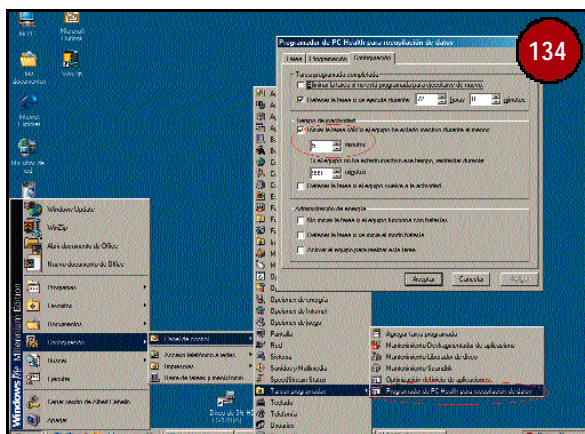 134
Mi PC
Microsoft Outlook
Mis documentos
WinZip
Internet Explorer
Mis sitios de red
Programador de PC Health para recopilación de datos
Tarea Programación Configuración
Tarea programada completada
Eliminar la tarea si no está programada para ejecutarse de nuevo.
Detener la tarea si se ejecuta durante: 72 horas 0 minutos
Tiempo de inactividad
Iniciar la tarea sólo si el equipo ha estado inactivo durante al menos:
5 minutos
Si el equipo no ha estado inactivo ese tiempo, reintentar durante:
minutos
Detener la tarea si el equipo vuelve a la actividad
Administración de energía
No iniciar la tarea si el equipo funciona con baterías
Detener la tarea si se inicia el modo batería
Activar el equipo para realizar esta tarea
Aceptar Cancelar Aplicar
Windows Me Millennium Edition
Windows Update
WinZip
Abrir documento de Office
Nuevo documento de Office
Programas
Favoritos
Documentos
Configuración
Buscar
Ejecutar
Cerrar sesión de Albert Cabello
Apagar
Panel de control
Acceso telefónico a redes
Impresoras
Barra de tareas y menú Inicio
Opciones de energía
Opciones de Internet
Opciones de juego
Pantalla
Red
Sistema
Sonidos y Multimedia
SpeedStream Status
Tareas programadas
Teclado
Telefonía
Usuarios
Agregar tarea programada
Mantenimiento Desfragmentador de aplicaciones
Mantenimiento Liberador de disco
Mantenimiento Scandisk
Optimización definición de aplicaciones
Programador de PC Health para recopilación de datos